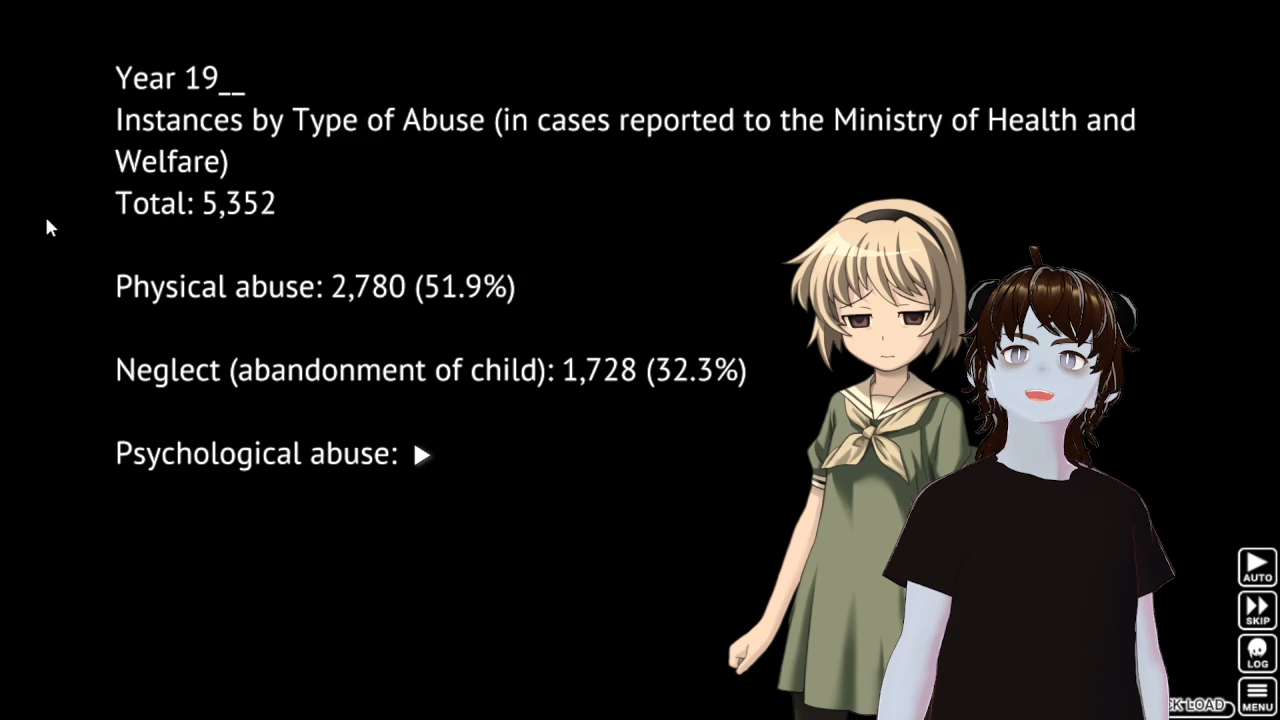 Year 19__
Instances by Type of Abuse (in cases reported to the Ministry of Health and
Welfare)
Total: 5,352
Physical abuse: 2,780 (51.9%)
Neglect (abandonment of child): 1,728 (32.3%)
Psychological abuse:
AUTO
SKIP
LOG
MENU
LOAD